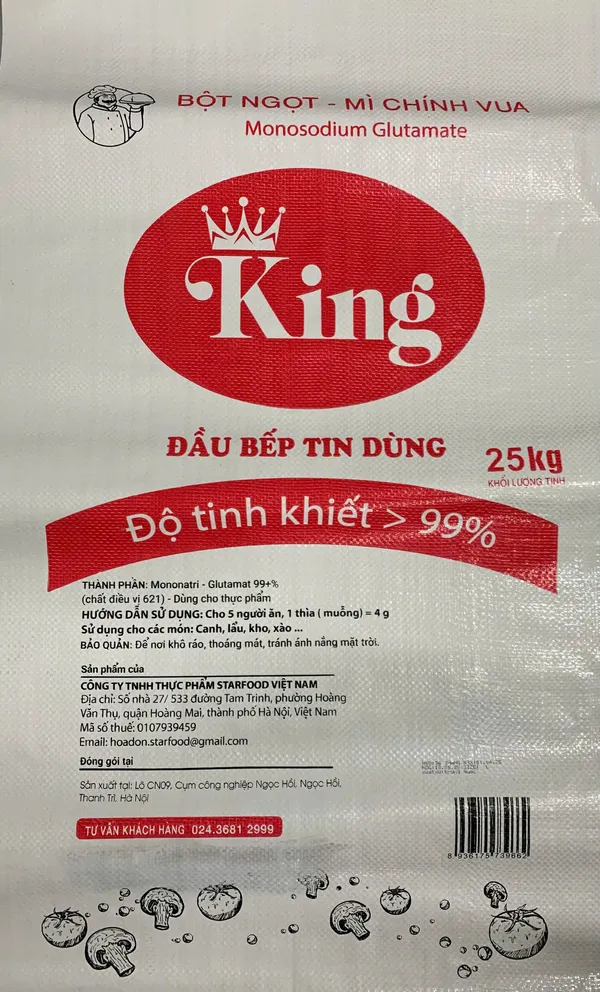 BỘT NGỌT - MÌ CHÍNH VUA
Monosodium Glutamate
King
ĐẦU BẾP TIN DÙNG
25kg
KHỐI LƯỢNG TỊNH
Độ tinh khiết > 99%
THÀNH PHẦN: Mononatri - Glutamat 99+%
(chất điều vị 621) - Dùng cho thực phẩm
HƯỚNG DẪN SỬ DỤNG: Cho 5 người ăn, 1 thìa ( muỗng) = 4 g
Sử dụng cho các món: Canh, lẩu, kho, xào ...
BẢO QUẢN: Để nơi khô ráo, thoáng mát, tránh ánh nắng mặt trời.
Sản phẩm của
CÔNG TY TNHH THỰC PHẨM STARFOOD VIỆT NAM
Địa chỉ: Số nhà 27/ 533 đường Tam Trinh, phường Hoàng
Văn Thụ, quận Hoàng Mai, thành phố Hà Nội, Việt Nam
Mã số thuế: 0107939459
Email: hoadon.starfood@gmail.com
Đóng gói tại
Sản xuất tại: Lô CN09, Cụm công nghiệp Ngọc Hồi, Ngọc Hồi,
Thanh Trì, Hà Nội
TƯ VẤN KHÁCH HÀNG 024.3681 2999
8 936175 739662